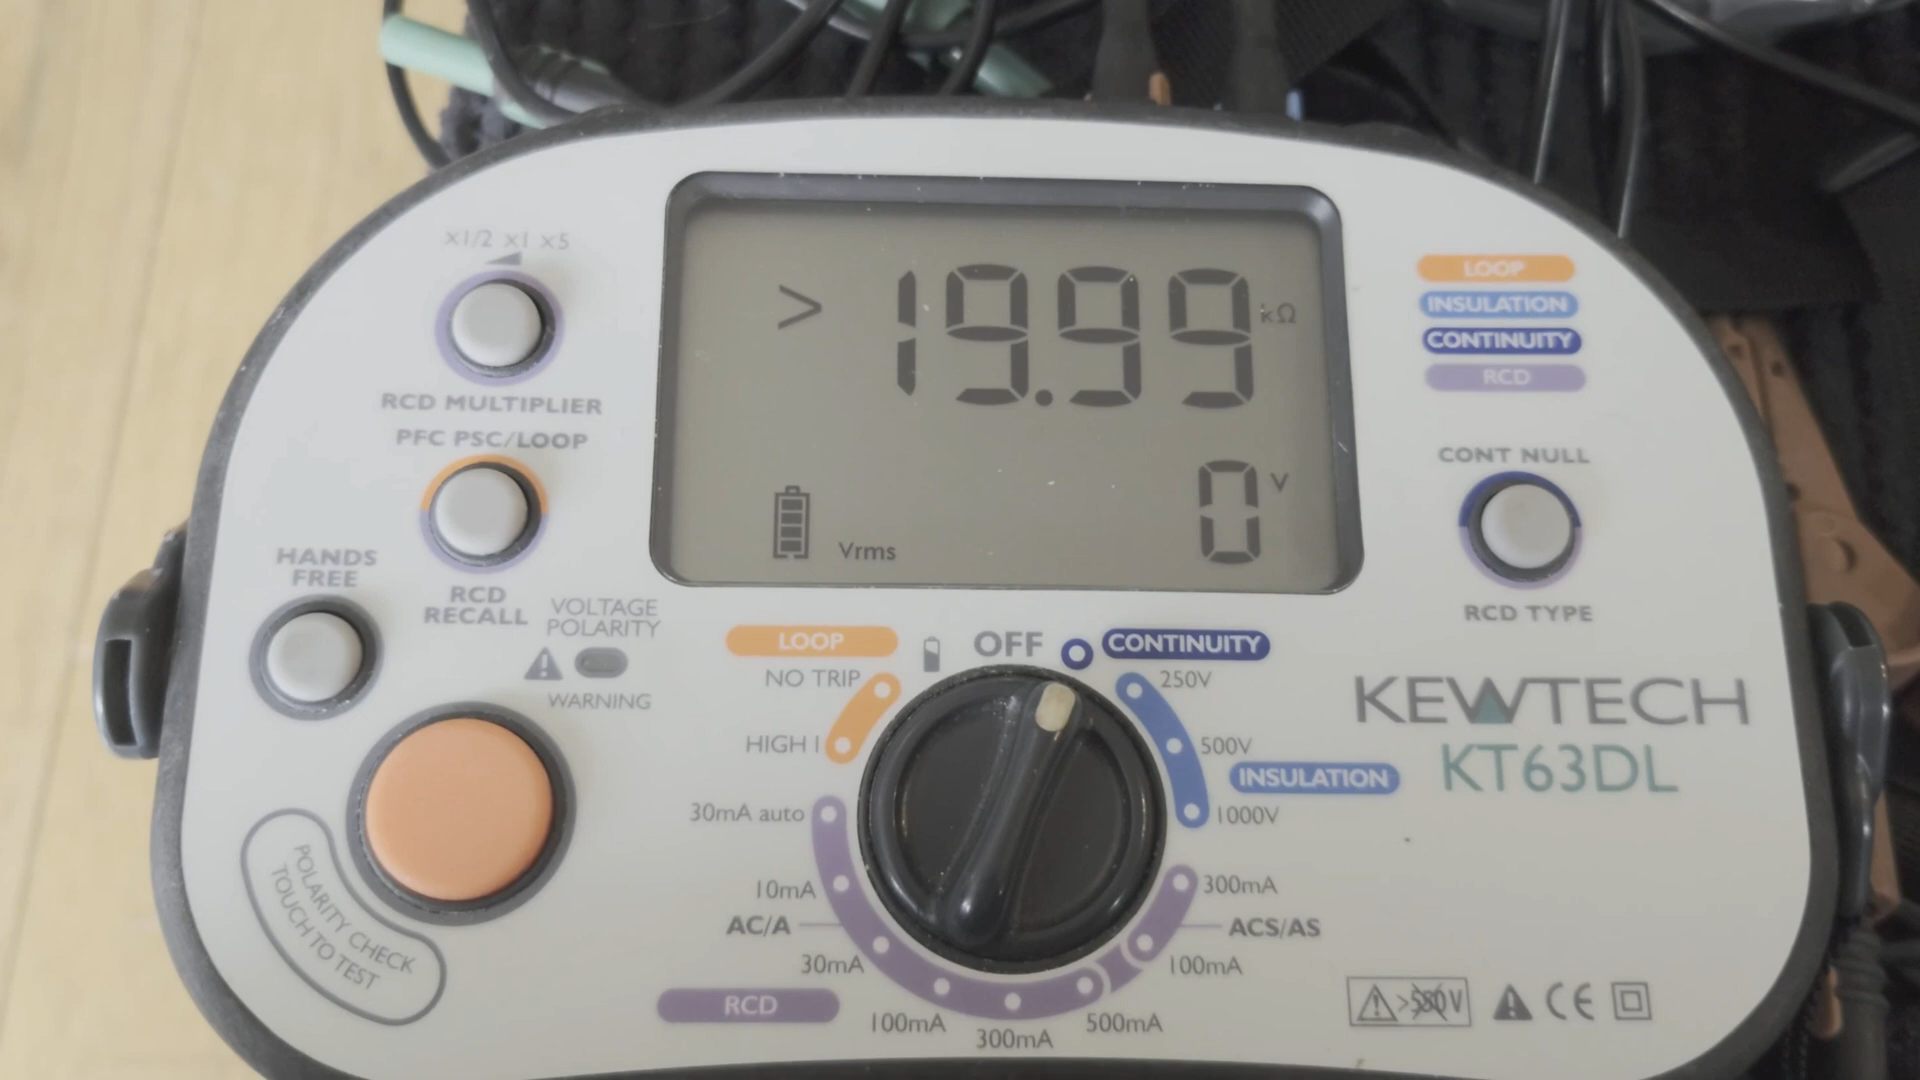 x1/2 x1 x5
RCD MULTIPLIER
PFC PSC/LOOP
RCD
RECALL
HANDS
FREE
VOLTAGE
POLARITY
WARNING
POLARITY CHECK
TOUCH TO TEST
> 19.99 kΩ
0 V
Vrms
LOOP
INSULATION
CONTINUITY
RCD
CONT NULL
RCD TYPE
LOOP
OFF
CONTINUITY
NO TRIP
250V
HIGH I
500V
INSULATION
30mA auto
1000V
KEWTECH
KT63DL
10mA
300mA
AC/A
ACS/AS
30mA
100mA
RCD
100mA
300mA
500mA
>550V
CE